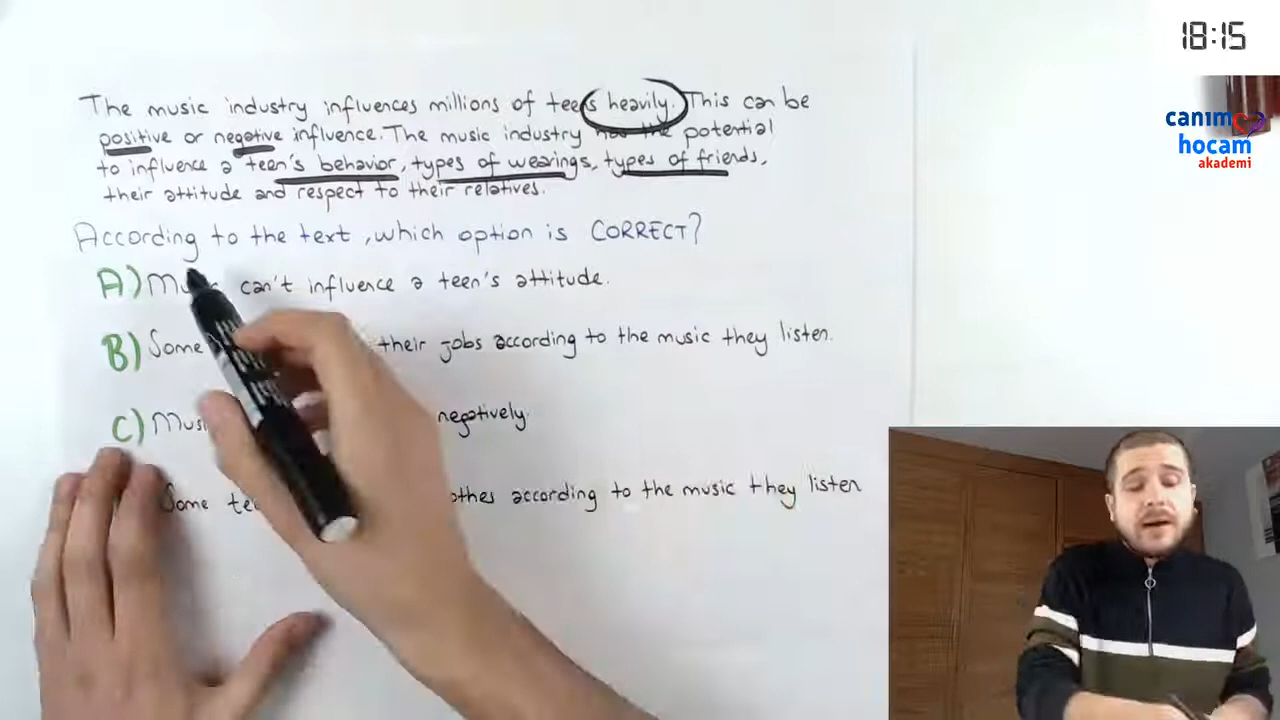 18:15
canım
hocam
akademi
The music industry influences millions of teens heavily. This can be
positive or negative influence. The music industry has the potential
to influence a teen's behavior, types of wearings, types of friends,
their attitude and respect to their relatives.
According to the text, which option is CORRECT?
A) can't influence a teen's attitude.
B) Some their jobs according to the music they listen.
C) negatively.
Some othes according to the music they listen